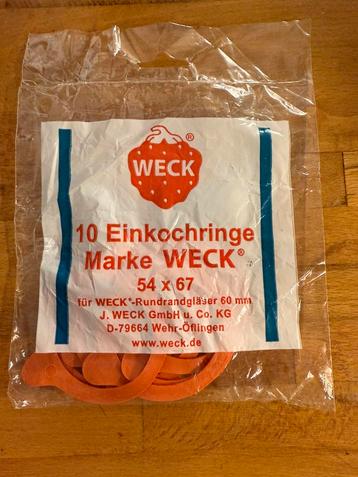 WECK®
10 Einkochringe
Marke WECK®
54 x 67
für WECK®-Rundrandgläser 60 mm
J. WECK GmbH u. Co. KG
D-79664 Wehr-Öflingen
www.weck.de